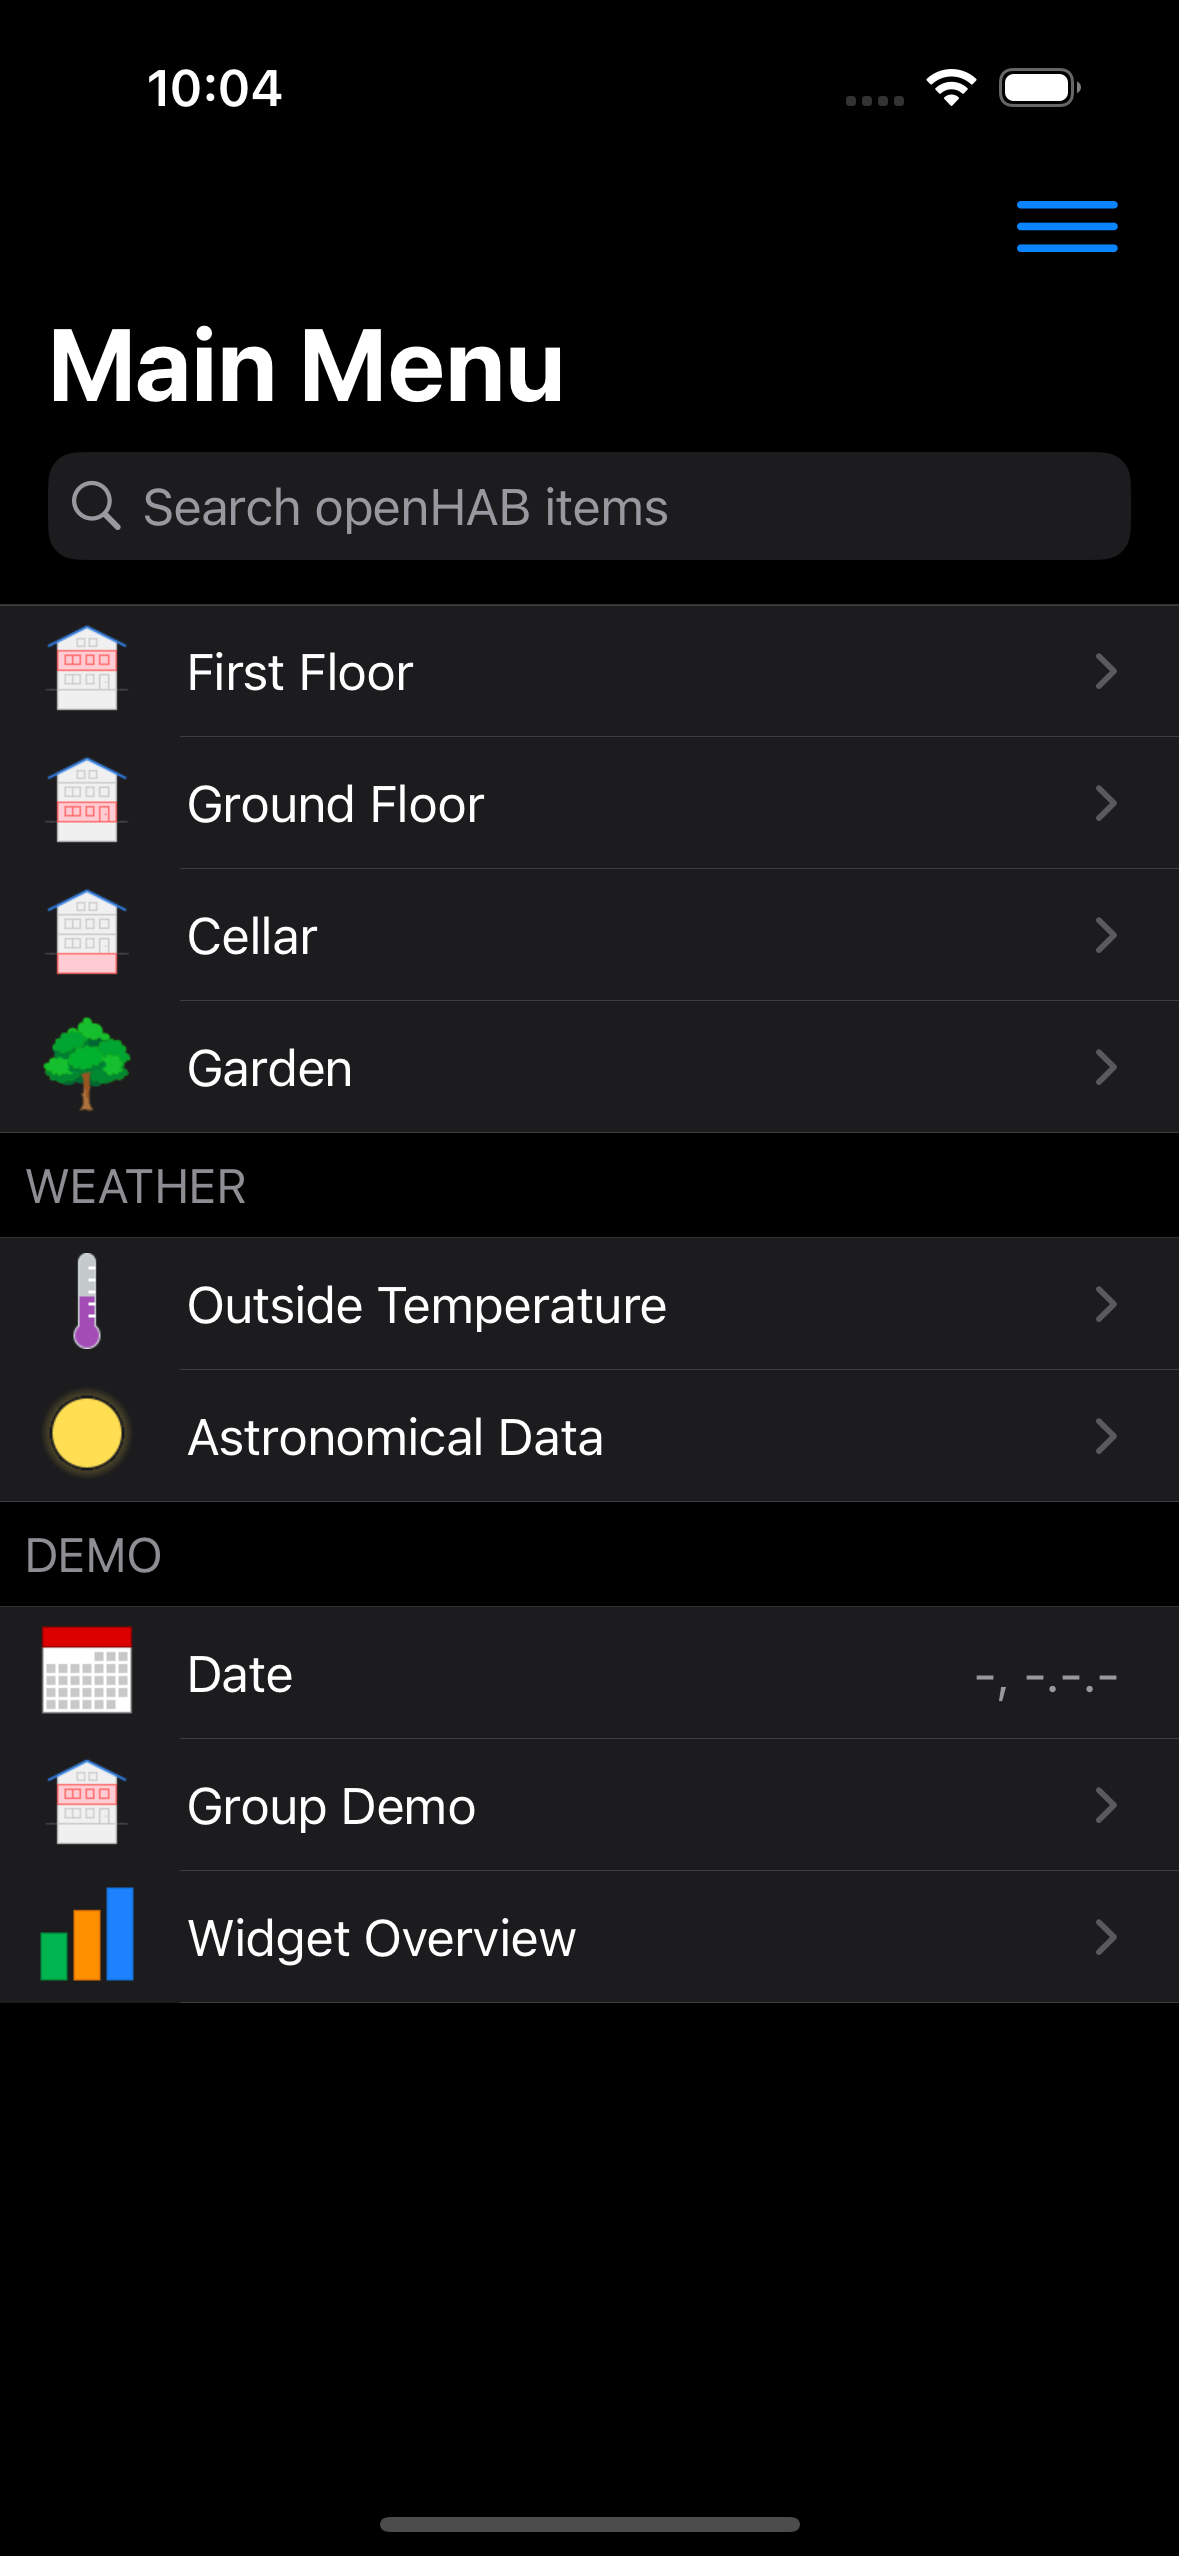 10:04
Main Menu
Search openHAB items
First Floor
Ground Floor
Cellar
Garden
WEATHER
Outside Temperature
Astronomical Data
DEMO
Date -, -.-.-
Group Demo
Widget Overview